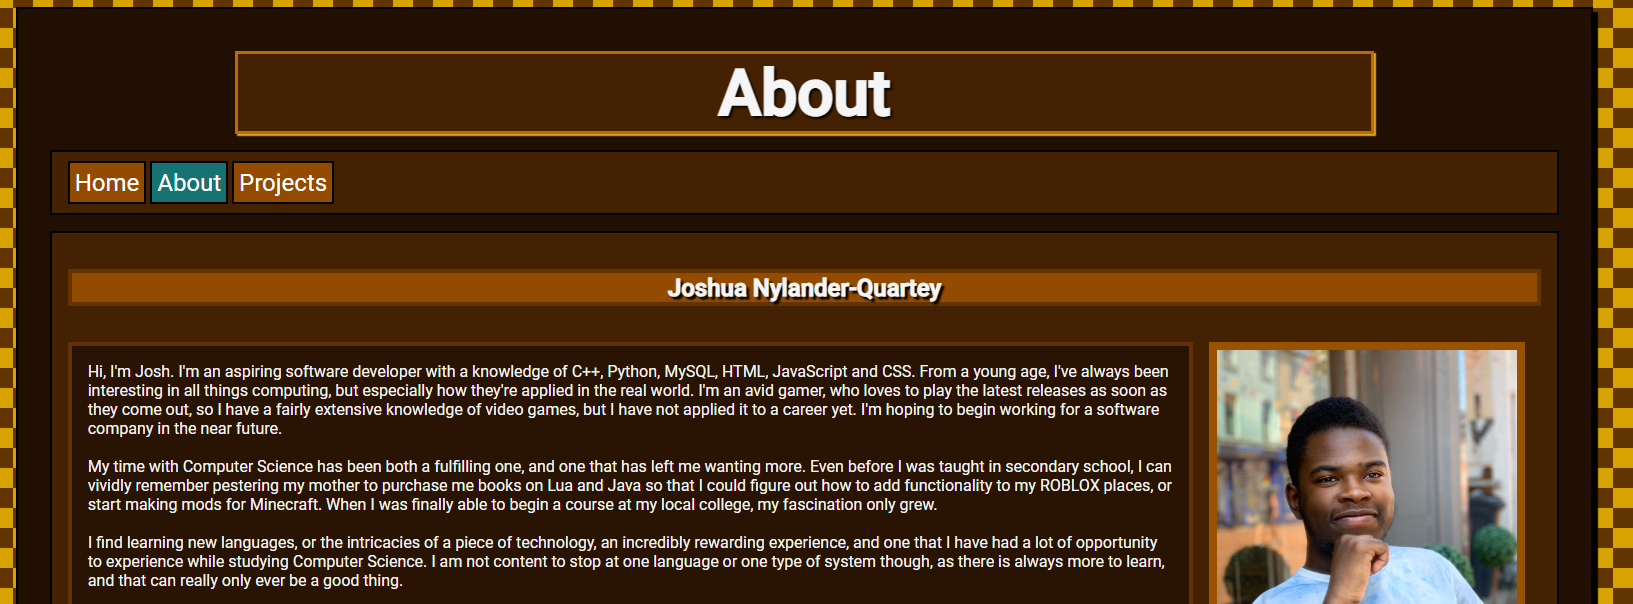 About
Home About Projects
Joshua Nylander-Quartey
Hi, I'm Josh. I'm an aspiring software developer with a knowledge of C++, Python, MySQL, HTML, JavaScript and CSS. From a young age, I've always been
interesting in all things computing, but especially how they're applied in the real world. I'm an avid gamer, who loves to play the latest releases as soon as
they come out, so I have a fairly extensive knowledge of video games, but I have not applied it to a career yet. I'm hoping to begin working for a software
company in the near future.
My time with Computer Science has been both a fulfilling one, and one that has left me wanting more. Even before I was taught in secondary school, I can
vividly remember pestering my mother to purchase me books on Lua and Java so that I could figure out how to add functionality to my ROBLOX places, or
start making mods for Minecraft. When I was finally able to begin a course at my local college, my fascination only grew.
I find learning new languages, or the intricacies of a piece of technology, an incredibly rewarding experience, and one that I have had a lot of opportunity
to experience while studying Computer Science. I am not content to stop at one language or one type of system though, as there is always more to learn,
and that can really only ever be a good thing.